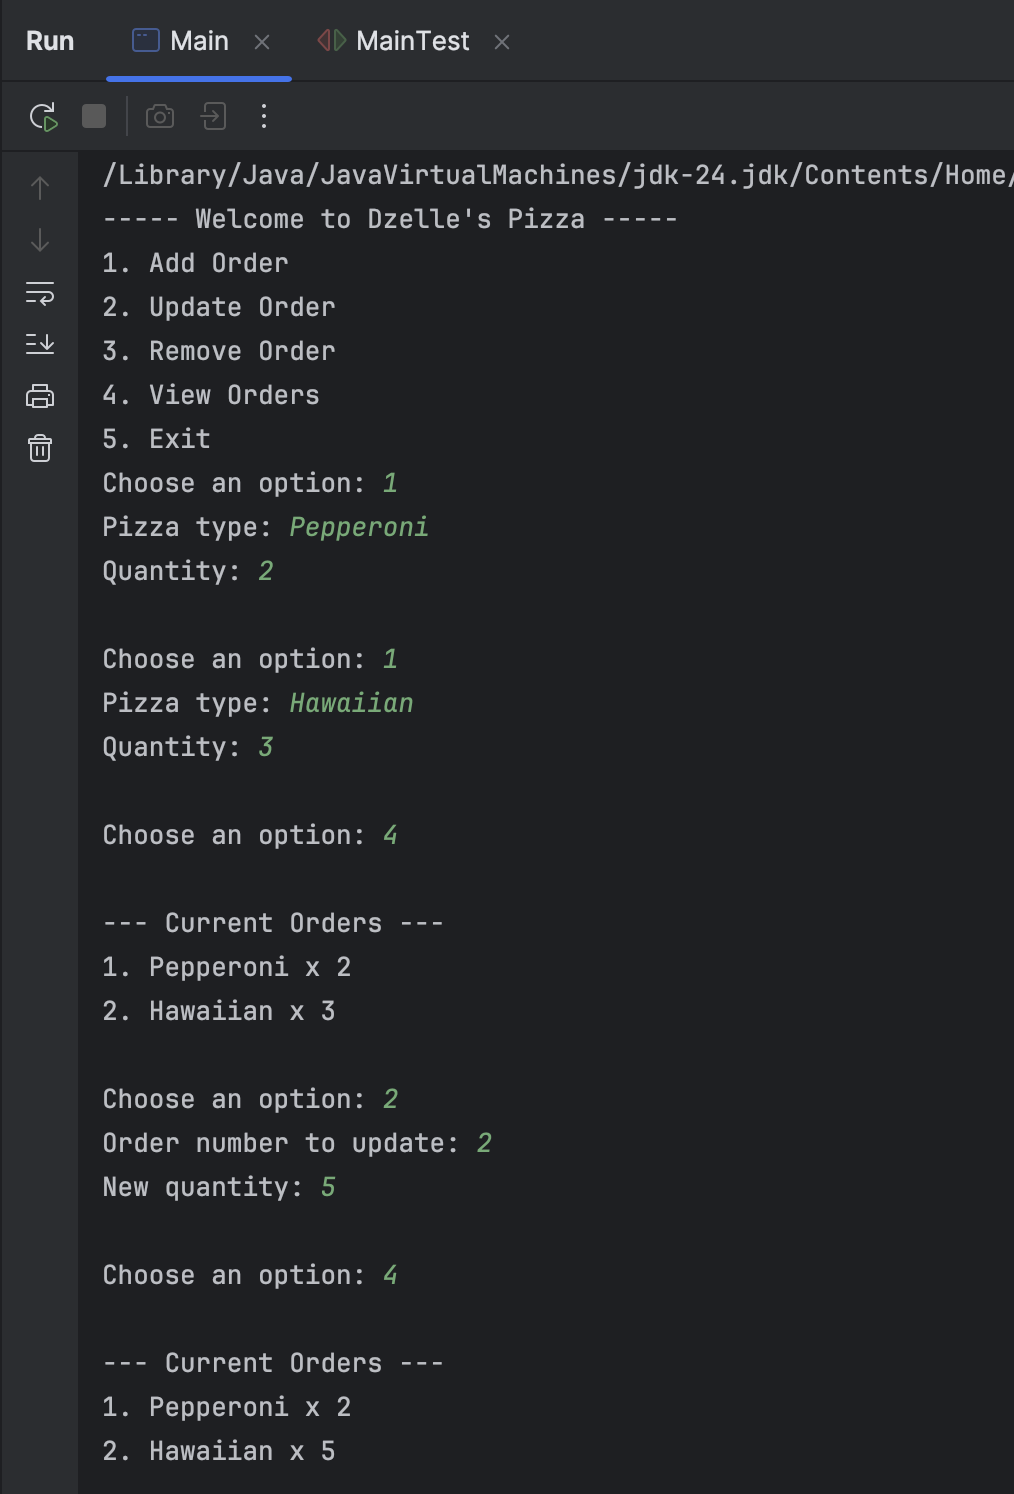 Run Main MainTest
/Library/Java/JavaVirtualMachines/jdk-24.jdk/Contents/Home/
----- Welcome to Dzelle's Pizza -----
1. Add Order
2. Update Order
3. Remove Order
4. View Orders
5. Exit
Choose an option: 1
Pizza type: Pepperoni
Quantity: 2
Choose an option: 1
Pizza type: Hawaiian
Quantity: 3
Choose an option: 4
--- Current Orders ---
1. Pepperoni x 2
2. Hawaiian x 3
Choose an option: 2
Order number to update: 2
New quantity: 5
Choose an option: 4
--- Current Orders ---
1. Pepperoni x 2
2. Hawaiian x 5